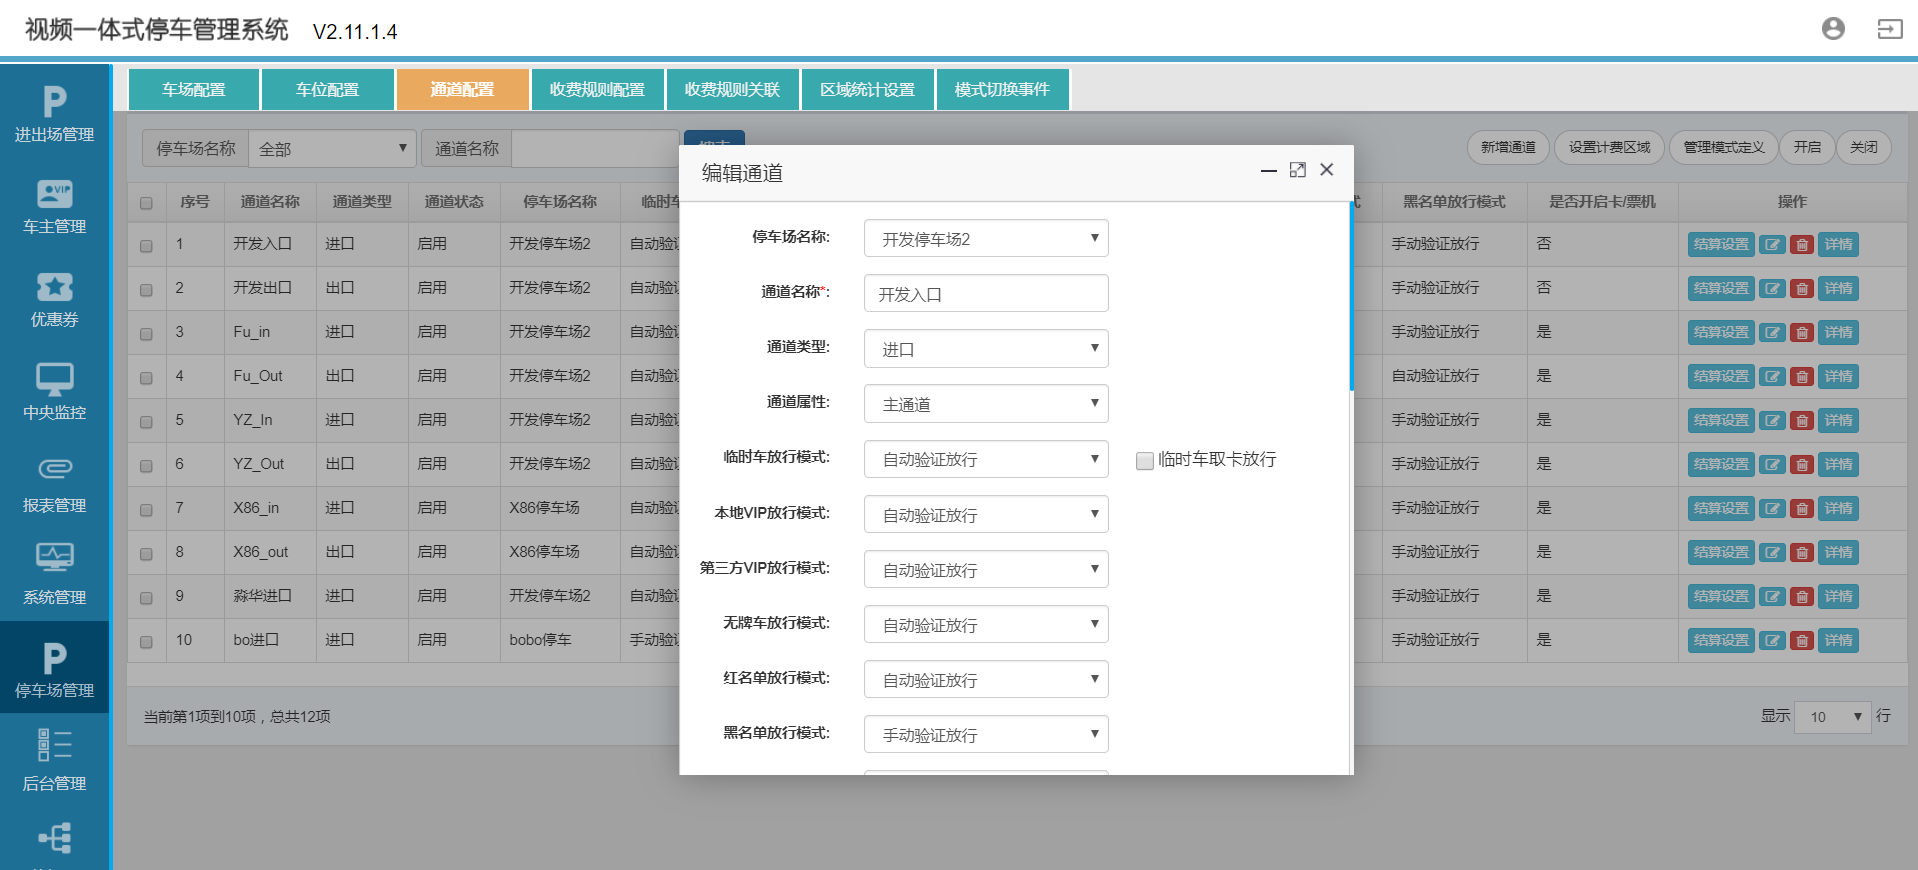 视频一体式停车管理系统 V2.11.1.4
进出场管理
车主管理
优惠券
中央监控
报表管理
系统管理
停车场管理
后台管理
车场配置 车位配置 通道配置 收费规则配置 收费规则关联 区域统计设置 模式切换事件
停车场名称 全部 通道名称 新增通道 设置计费区域 管理模式定义 开启 关闭
序号 通道名称 通道类型 通道状态 停车场名称 临时车 黑名单放行模式 是否开启卡/票机 操作
1 开发入口 进口 启用 开发停车场2 自动验证 手动验证放行 否 结算设置 详情
2 开发出口 出口 启用 开发停车场2 自动验证 手动验证放行 否 结算设置 详情
3 Fu_in 进口 启用 开发停车场2 自动验证 手动验证放行 是 结算设置 详情
4 Fu_Out 出口 启用 开发停车场2 自动验证 自动验证放行 是 结算设置 详情
5 YZ_In 进口 启用 开发停车场2 自动验证 手动验证放行 是 结算设置 详情
6 YZ_Out 出口 启用 开发停车场2 自动验证 手动验证放行 是 结算设置 详情
7 X86_in 进口 启用 X86停车场 自动验证 手动验证放行 是 结算设置 详情
8 X86_out 出口 启用 X86停车场 自动验证 手动验证放行 是 结算设置 详情
9 淼华进口 进口 启用 开发停车场2 自动验证 手动验证放行 是 结算设置 详情
10 bo进口 进口 启用 bobo停车 手动验证 手动验证放行 是 结算设置 详情
当前第1项到10项，总共12项 显示 10 行
编辑通道
停车场名称: 开发停车场2
通道名称*: 开发入口
通道类型: 进口
通道属性: 主通道
临时车放行模式: 自动验证放行 临时车取卡放行
本地VIP放行模式: 自动验证放行
第三方VIP放行模式: 自动验证放行
无牌车放行模式: 自动验证放行
红名单放行模式: 自动验证放行
黑名单放行模式: 手动验证放行